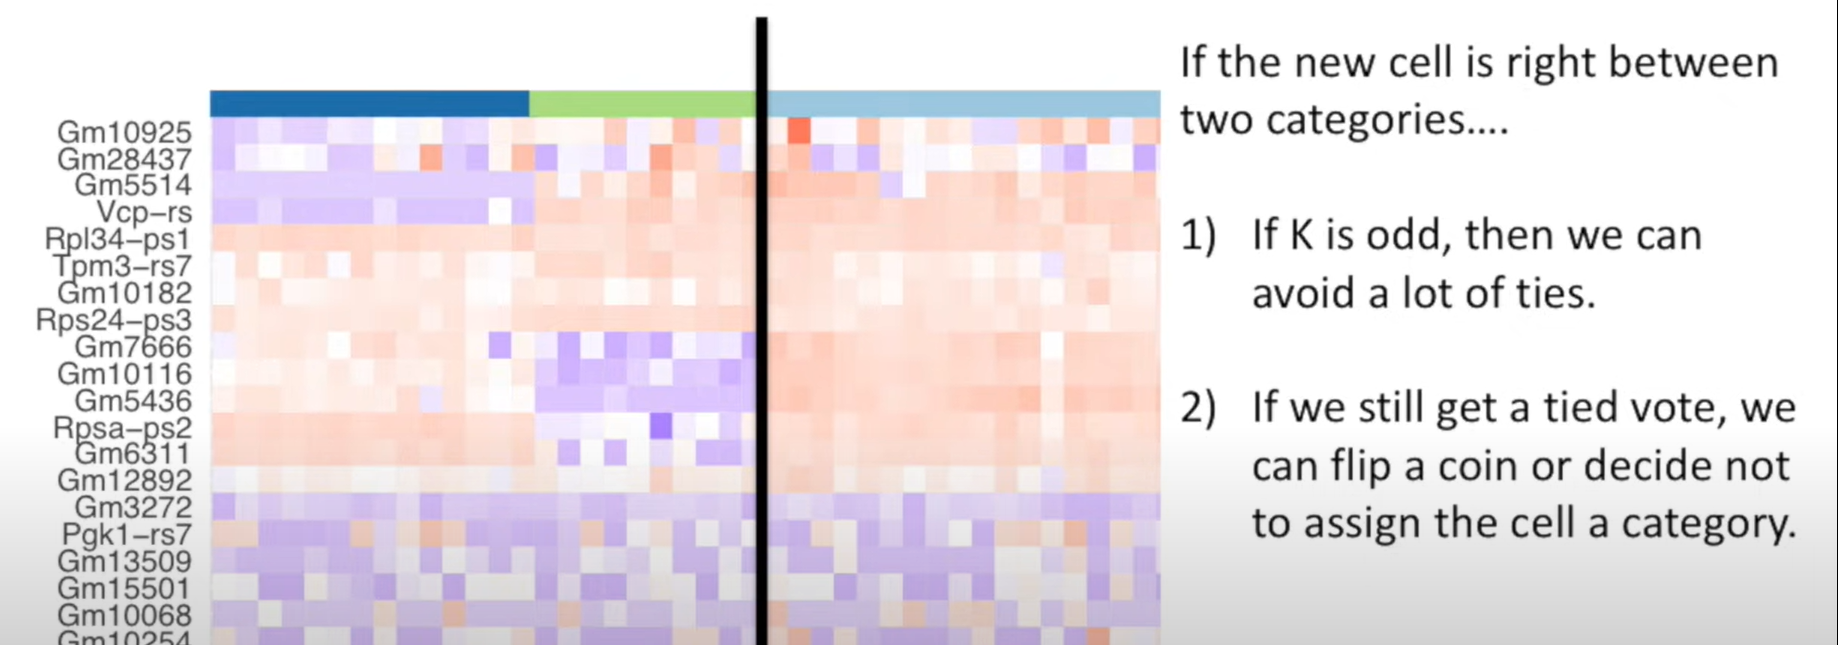 Gm10925
Gm28437
Gm5514
Vcp–rs
Rpl34–ps1
Tpm3–rs7
Gm10182
Rps24–ps3
Gm7666
Gm10116
Gm5436
Rpsa–ps2
Gm6311
Gm12892
Gm3272
Pgk1–rs7
Gm13509
Gm15501
Gm10068
Gm10254
If the new cell is right between
two categories....
1) If K is odd, then we can
avoid a lot of ties.
2) If we still get a tied vote, we
can flip a coin or decide not
to assign the cell a category.